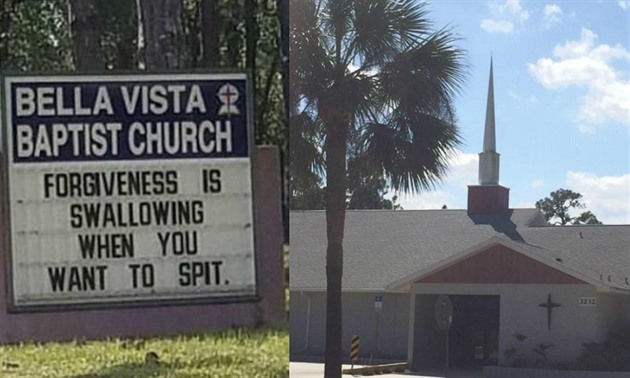 BELLA VISTA
BAPTIST CHURCH
FORGIVENESS IS
SWALLOWING
WHEN YOU
WANT TO SPIT.
3232